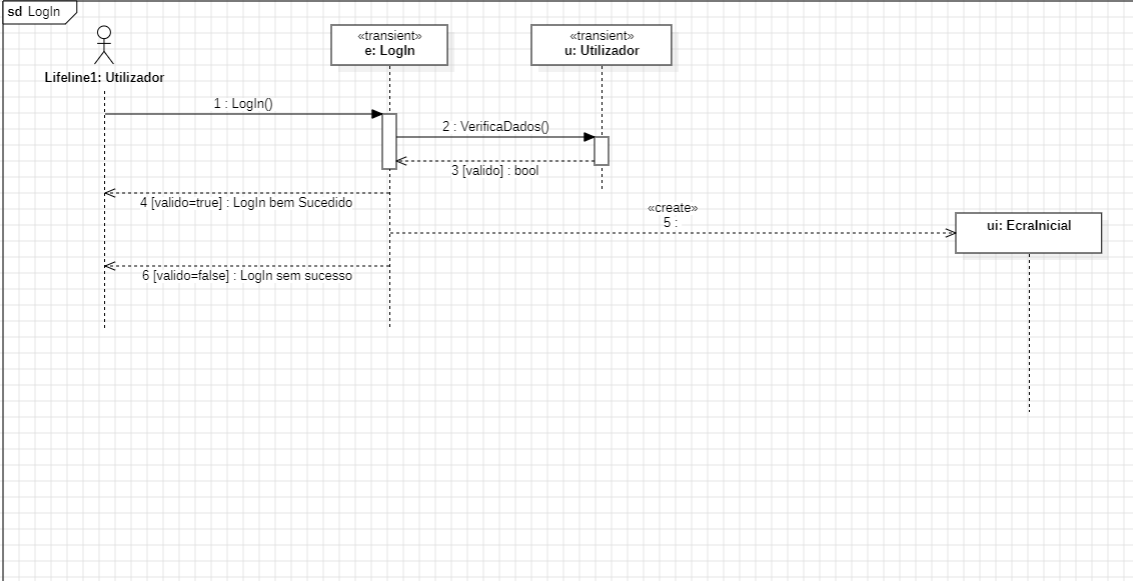 sd LogIn
«transient»
e: LogIn
«transient»
u: Utilizador
Lifeline1: Utilizador
1 : LogIn()
2 : VerificaDados()
3 [valido] : bool
4 [valido=true] : LogIn bem Sucedido
«create»
5 :
ui: EcraInicial
6 [valido=false] : LogIn sem sucesso